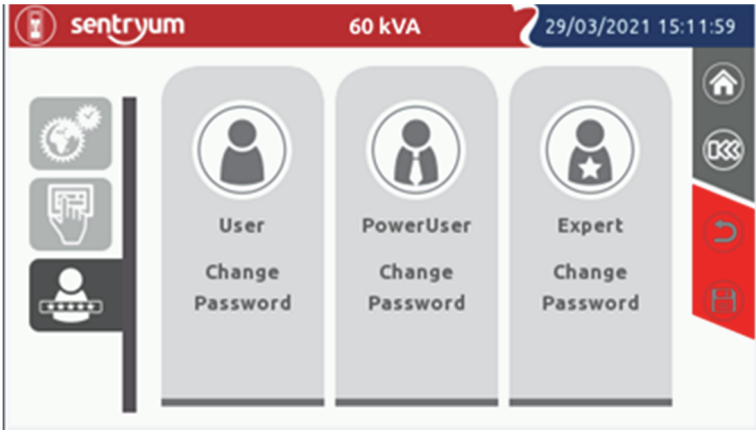 sentryum
60 kVA
29/03/2021 15:11:59
User
Change
Password
PowerUser
Change
Password
Expert
Change
Password